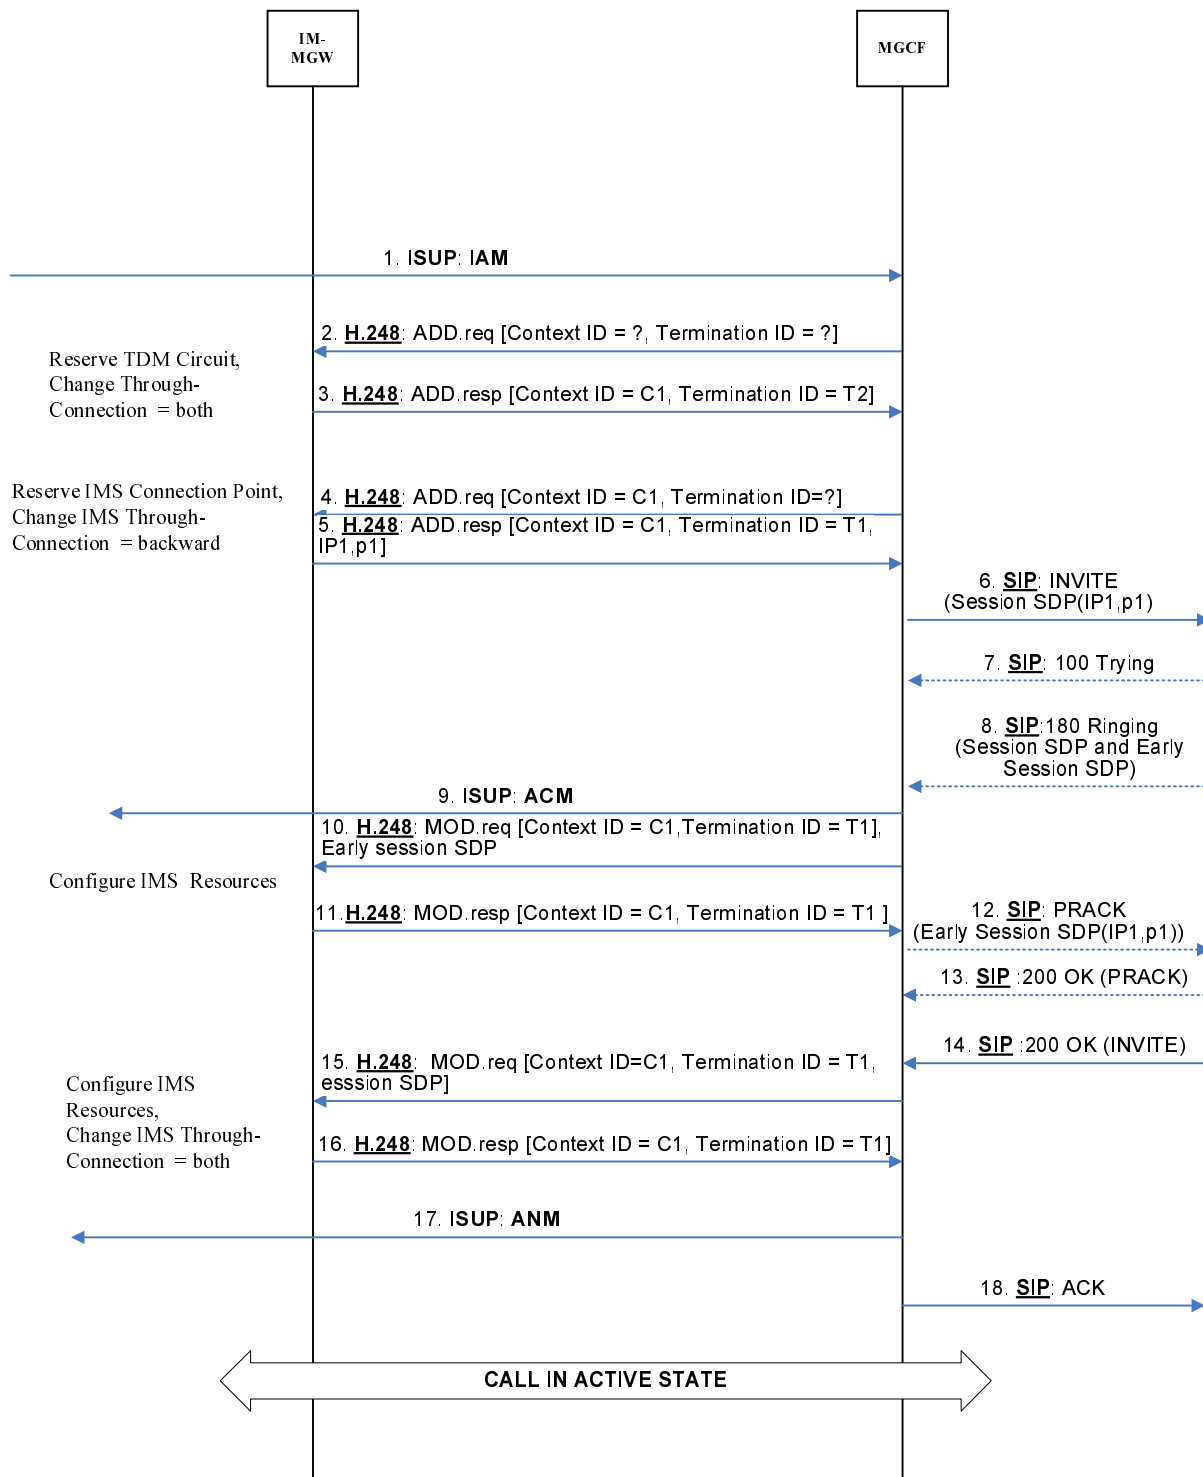 IM-
MGW
MGCF
1. ISUP: IAM
2. H.248: ADD.req [Context ID = ?, Termination ID = ?]
Reserve TDM Circuit,
Change Through-
Connection = both
3. H.248: ADD.resp [Context ID = C1, Termination ID = T2]
Reserve IMS Connection Point,
Change IMS Through-
Connection = backward
4. H.248: ADD.req [Context ID = C1, Termination ID=?]
5. H.248: ADD.resp [Context ID = C1, Termination ID = T1,
IP1,p1]
6. SIP: INVITE
(Session SDP(IP1,p1)
7. SIP: 100 Trying
8. SIP:180 Ringing
(Session SDP and Early
Session SDP)
9. ISUP: ACM
10. H.248: MOD.req [Context ID = C1,Termination ID = T1],
Early session SDP
Configure IMS Resources
11.H.248: MOD.resp [Context ID = C1, Termination ID = T1 ]
12. SIP: PRACK
(Early Session SDP(IP1,p1))
13. SIP :200 OK (PRACK)
14. SIP :200 OK (INVITE)
15. H.248: MOD.req [Context ID=C1, Termination ID = T1,
esssion SDP]
Configure IMS
Resources,
Change IMS Through-
Connection = both
16. H.248: MOD.resp [Context ID = C1, Termination ID = T1]
17. ISUP: ANM
18. SIP: ACK
CALL IN ACTIVE STATE